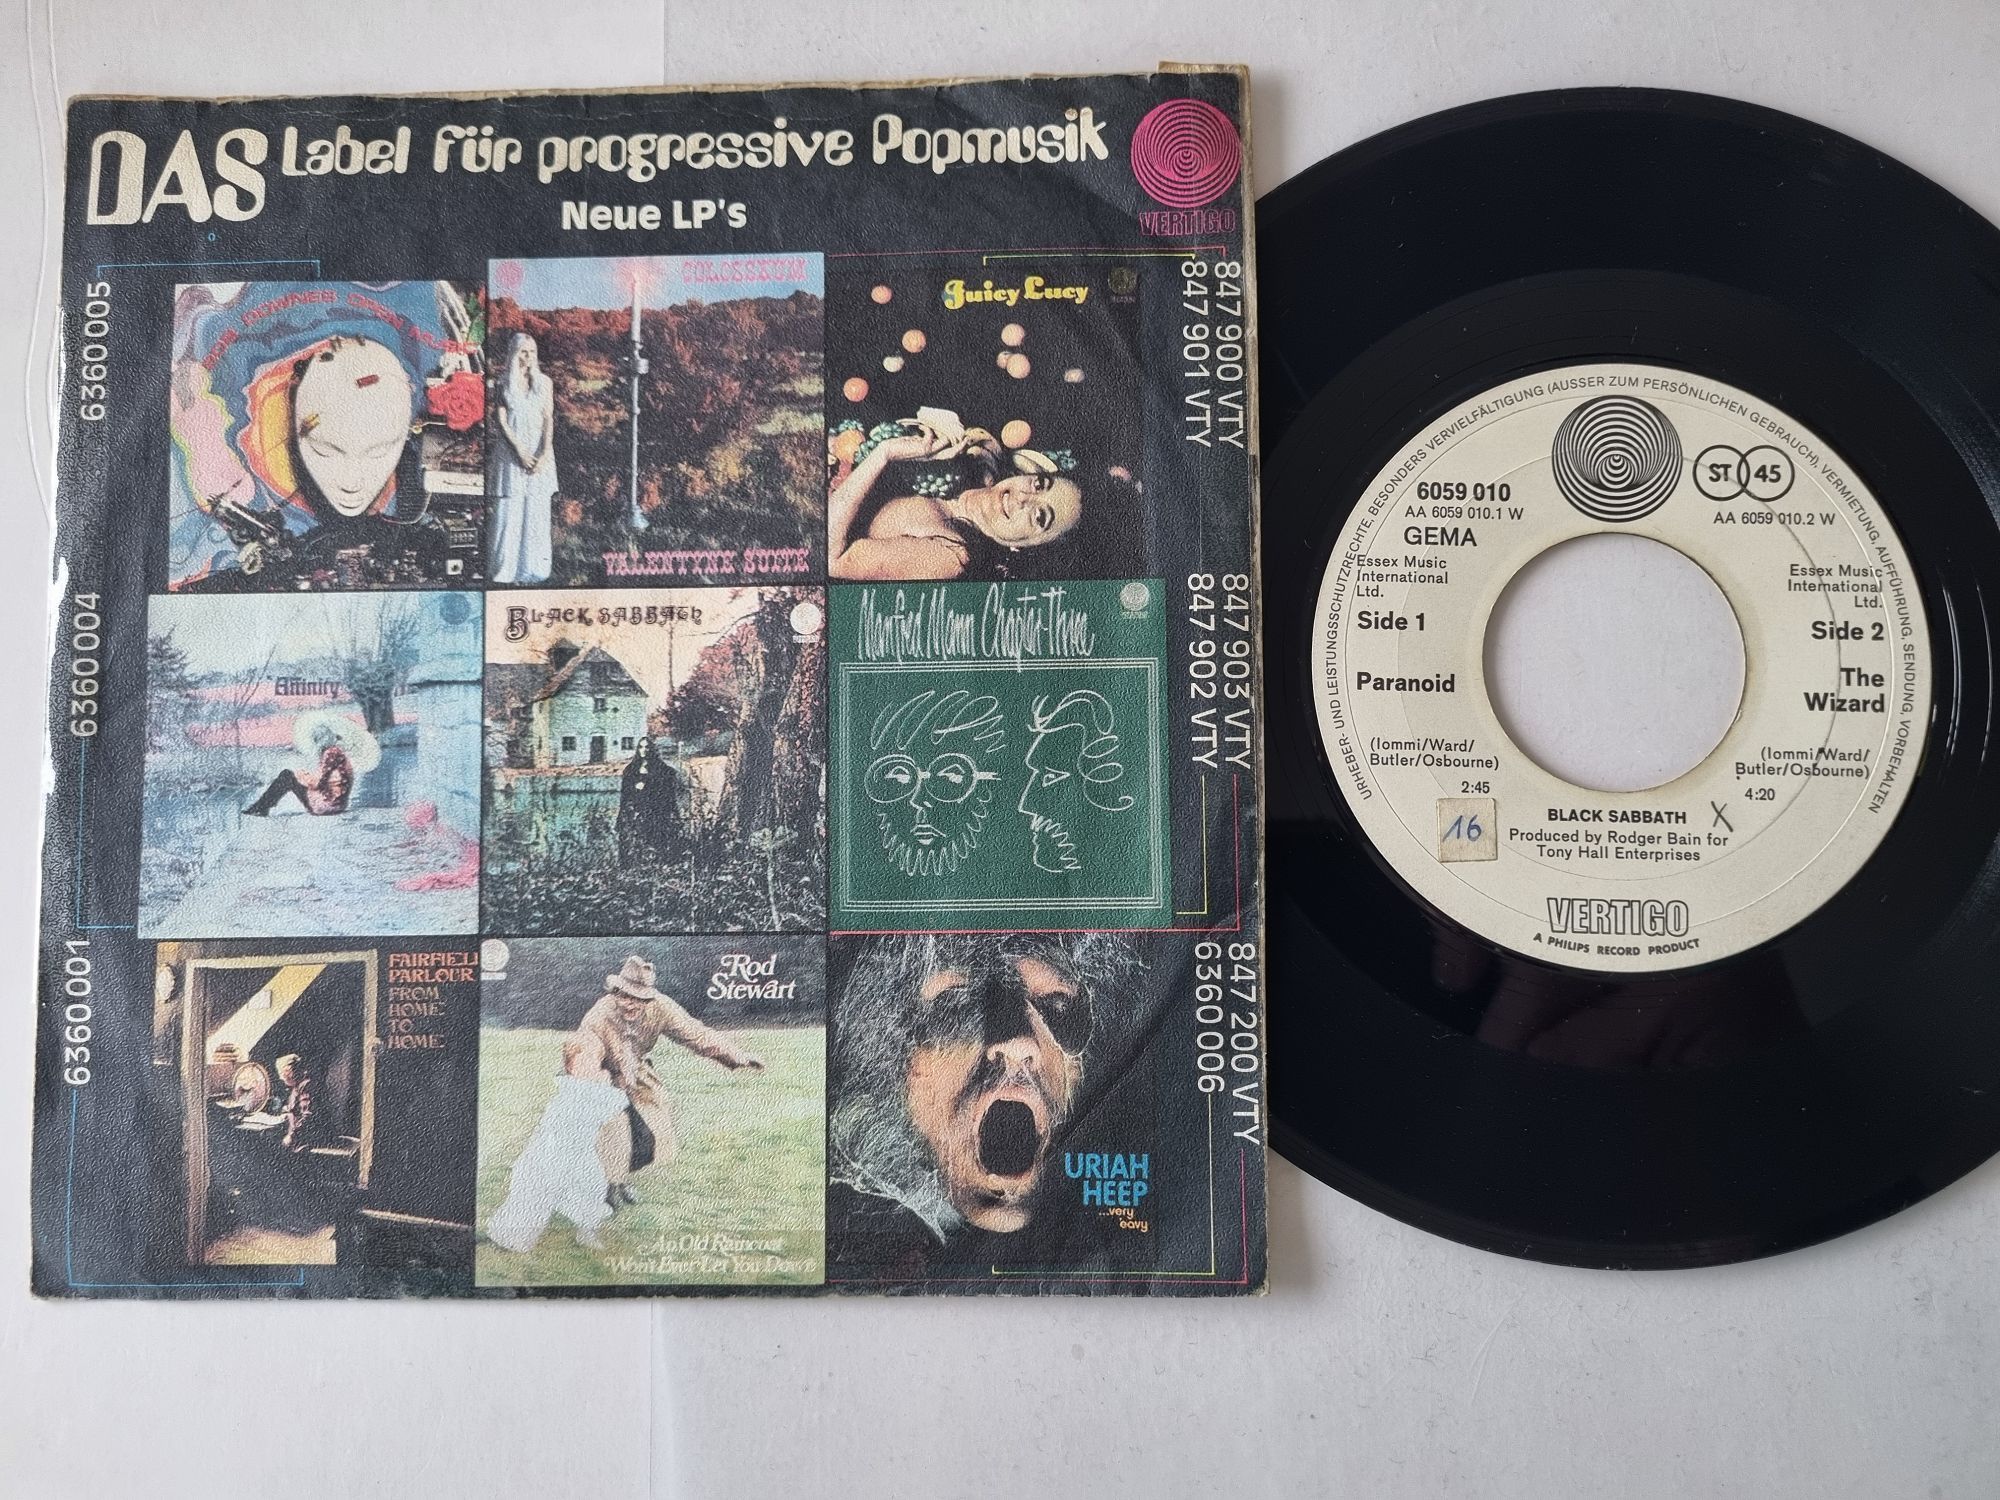 DAS Label für progressive Popmusik
VERTIGO
Neue LP's
6360 005
6360 004
6360 001
BOB DOWNES OPEN MUSIC
COLOSSEUM
VALENTYNE SUITE
Juicy Lucy
847 900 VTY
847 901 VTY
Affinity
BLACK SABBATH
Manfred Mann Chapter Three
847 903 VTY
847 902 VTY
FAIRFIELD
PARLOUR
FROM
HOME
TO
HOME
Rod
Stewart
An Old Raincoat
Won't Ever Let You Down
URIAH
HEEP
...very
'eavy
847 200 VTY
6360 006
URHEBER- UND LEISTUNGSSCHUTZRECHTE, BESONDERS VERVIELFÄLTIGUNG (AUSSER ZUM PERSÖNLICHEN GEBRAUCH), VERMIETUNG, AUFFÜHRUNG, SENDUNG, VORBEHALTEN
ST 45
6059 010
AA 6059 010.1 W
AA 6059 010.2 W
GEMA
Essex Music
International
Ltd.
Essex Music
International
Ltd.
Side 1
Side 2
Paranoid
The
Wizard
(Iommi/Ward/
Butler/Osbourne)
2:45
(Iommi/Ward/
Butler/Osbourne)
4:20
16
BLACK SABBATH X
Produced by Rodger Bain for
Tony Hall Enterprises
VERTIGO
A PHILIPS RECORD PRODUCT